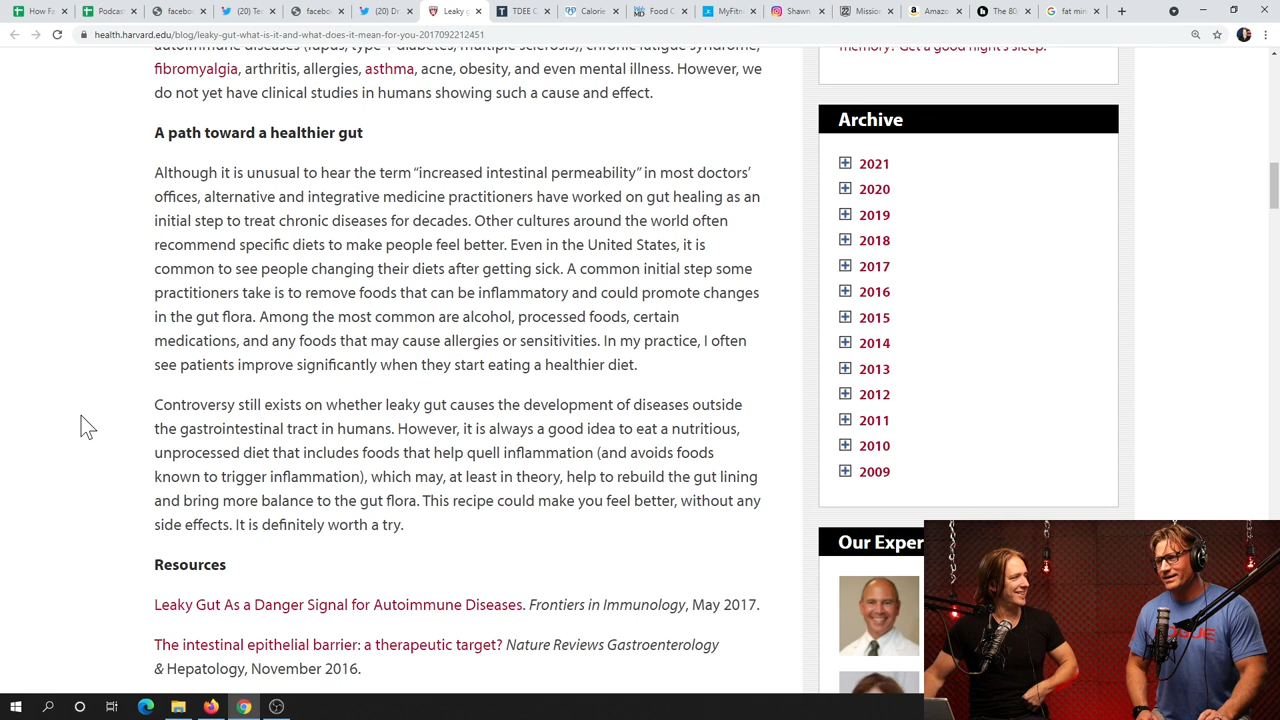 How Fa
Podcas
faceboo
(20) Te
faceboo
(20) Dr.
Leaky g
TDEE C
Calorie
Food C
MyFitn
Shawn
Mission
Amazo
The 80/
health.harvard.edu/blog/leaky-gut-what-is-it-and-what-does-it-mean-for-you-2017092212451
autoimmune diseases (lupus, type 1 diabetes, multiple sclerosis), chronic fatigue syndrome,
fibromyalgia, arthritis, allergies, asthma, acne, obesity, and even mental illness. However, we
do not yet have clinical studies in humans showing such a cause and effect.
A path toward a healthier gut
Although it is unusual to hear the term "increased intestinal permeability" in most doctors'
offices, alternative and integrative medicine practitioners have worked on gut healing as an
initial step to treat chronic diseases for decades. Other cultures around the world often
recommend specific diets to make people feel better. Even in the United States, it is
common to see people changing their diets after getting sick. A common initial step some
practitioners take is to remove foods that can be inflammatory and could promote changes
in the gut flora. Among the most common are alcohol, processed foods, certain
medications, and any foods that may cause allergies or sensitivities. In my practice, I often
see patients improve significantly when they start eating a healthier diet.
Controversy still exists on whether leaky gut causes the development of diseases outside
the gastrointestinal tract in humans. However, it is always a good idea to eat a nutritious,
unprocessed diet that includes foods that help quell inflammation (and avoids foods
known to trigger inflammation), which may, at least in theory, help to rebuild the gut lining
and bring more balance to the gut flora. This recipe could make you feel better, without any
side effects. It is definitely worth a try.
Resources
Leaky Gut As a Danger Signal for Autoimmune Diseases. Frontiers in Immunology, May 2017.
The intestinal epithelial barrier: a therapeutic target? Nature Reviews Gastroenterology
& Hepatology, November 2016.
memory? Get a good night's sleep.
Archive
2021
2020
2019
2018
2017
2016
2015
2014
2013
2012
2011
2010
2009
Our Exper